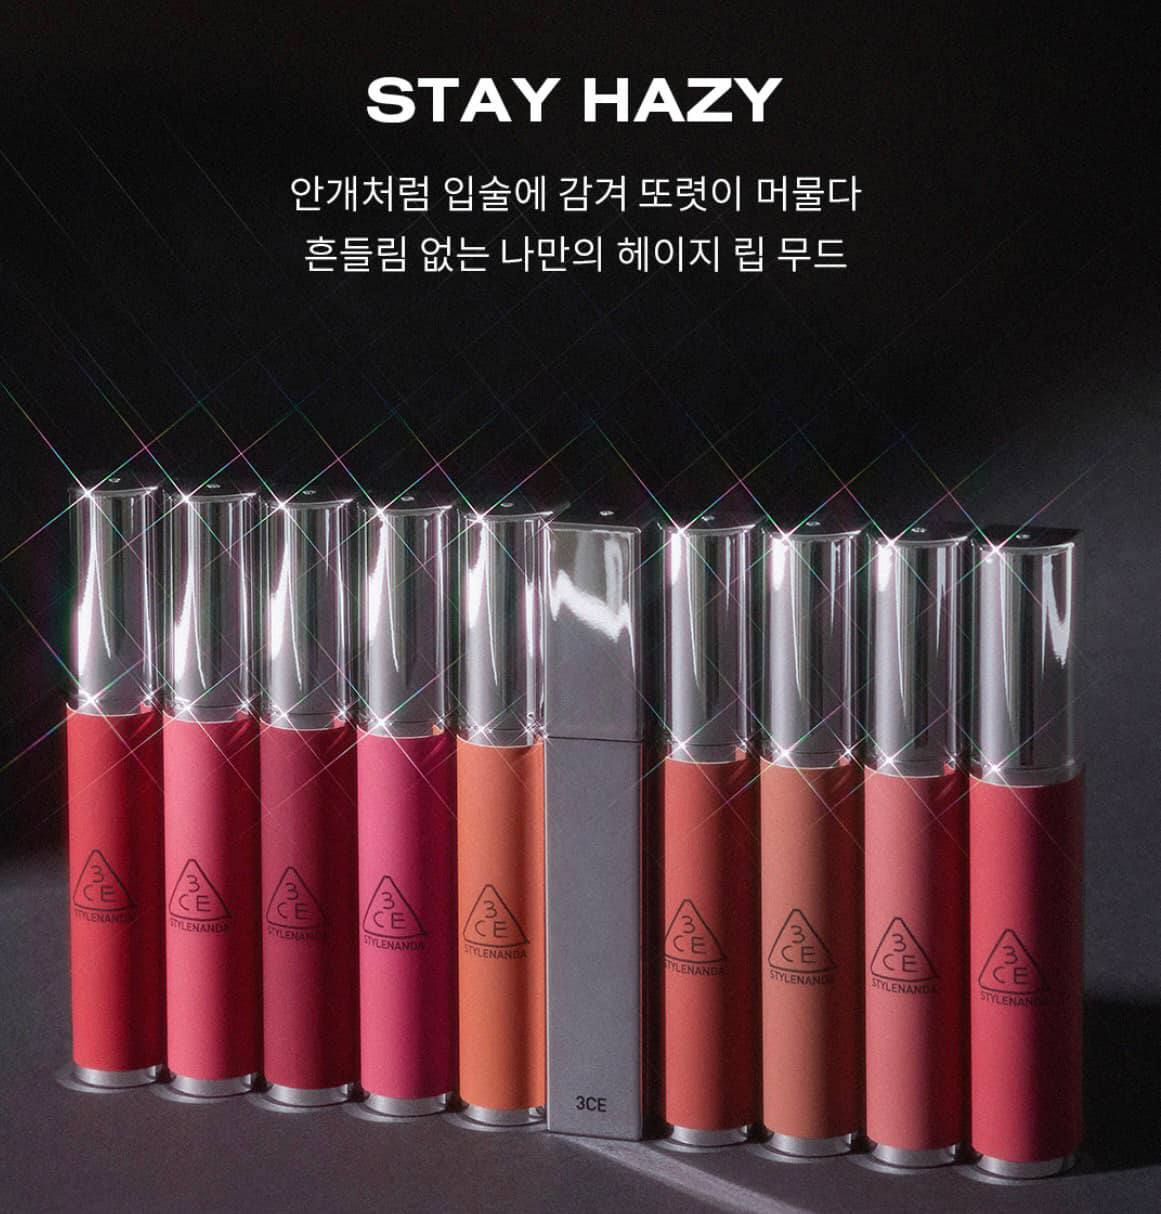 STAY HAZY
안개처럼 입술에 감겨 또렷이 머물다
흔들림 없는 나만의 헤이지 립 무드
3CE
STYLENANDA
3CE
STYLENANDA
3CE
STYLENANDA
3CE
STYLENANDA
3CE
STYLENANDA
3CE
3CE
STYLENANDA
3CE
STYLENANDA
3CE
STYLENANDA
3CE
STYLENANDA